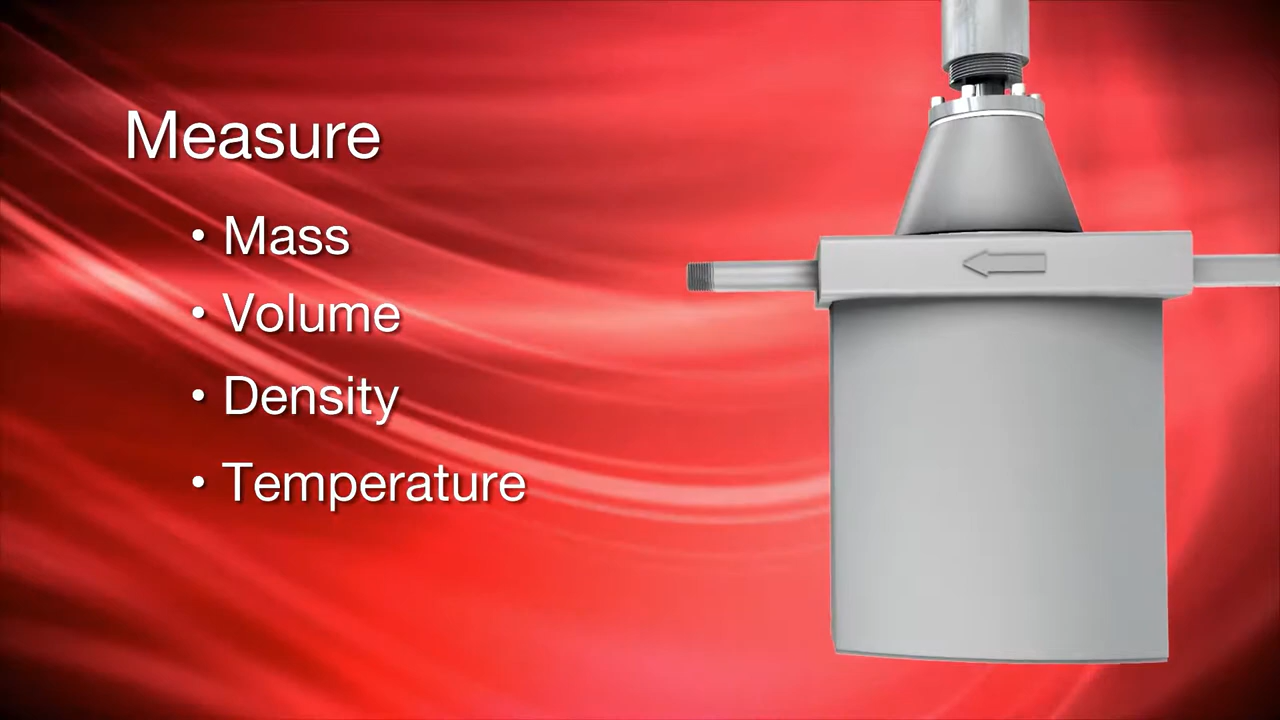 Measure
• Mass
• Volume
• Density
• Temperature